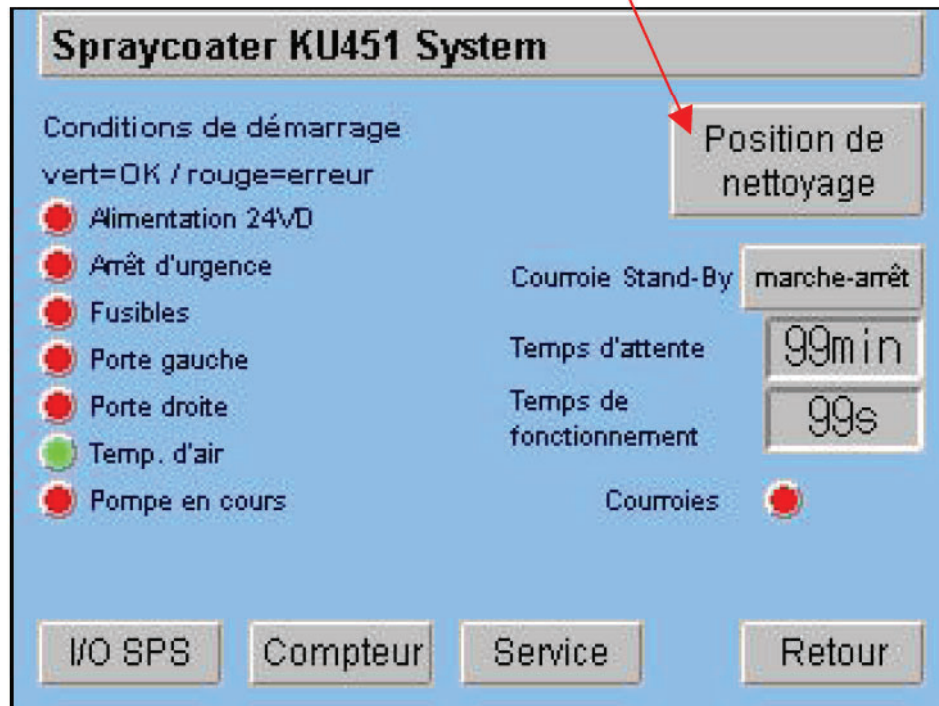 Spraycoater KU451 System
Conditions de démarrage
vert=OK / rouge=erreur
Alimentation 24VD
Arrêt d'urgence
Fusibles
Porte gauche
Porte droite
Temp. d'air
Pompe en cours
Position de
nettoyage
Courroie Stand-By
marche-arrêt
Temps d'attente
99min
Temps de
fonctionnement
99s
Courroies
I/O SPS
Compteur
Service
Retour